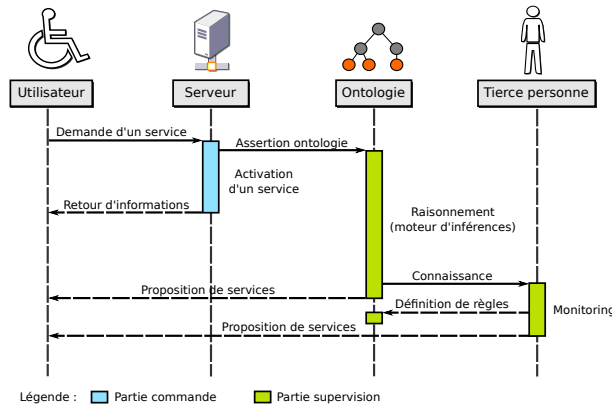 Utilisateur
Serveur
Ontologie
Tierce personne
Demande d'un service
Assertion ontologie
Activation
d'un service
Retour d'informations
Raisonnement
(moteur d'inférences)
Connaissance
Proposition de services
Définition de règles
Monitoring
Proposition de services
Légende : Partie commande Partie supervision